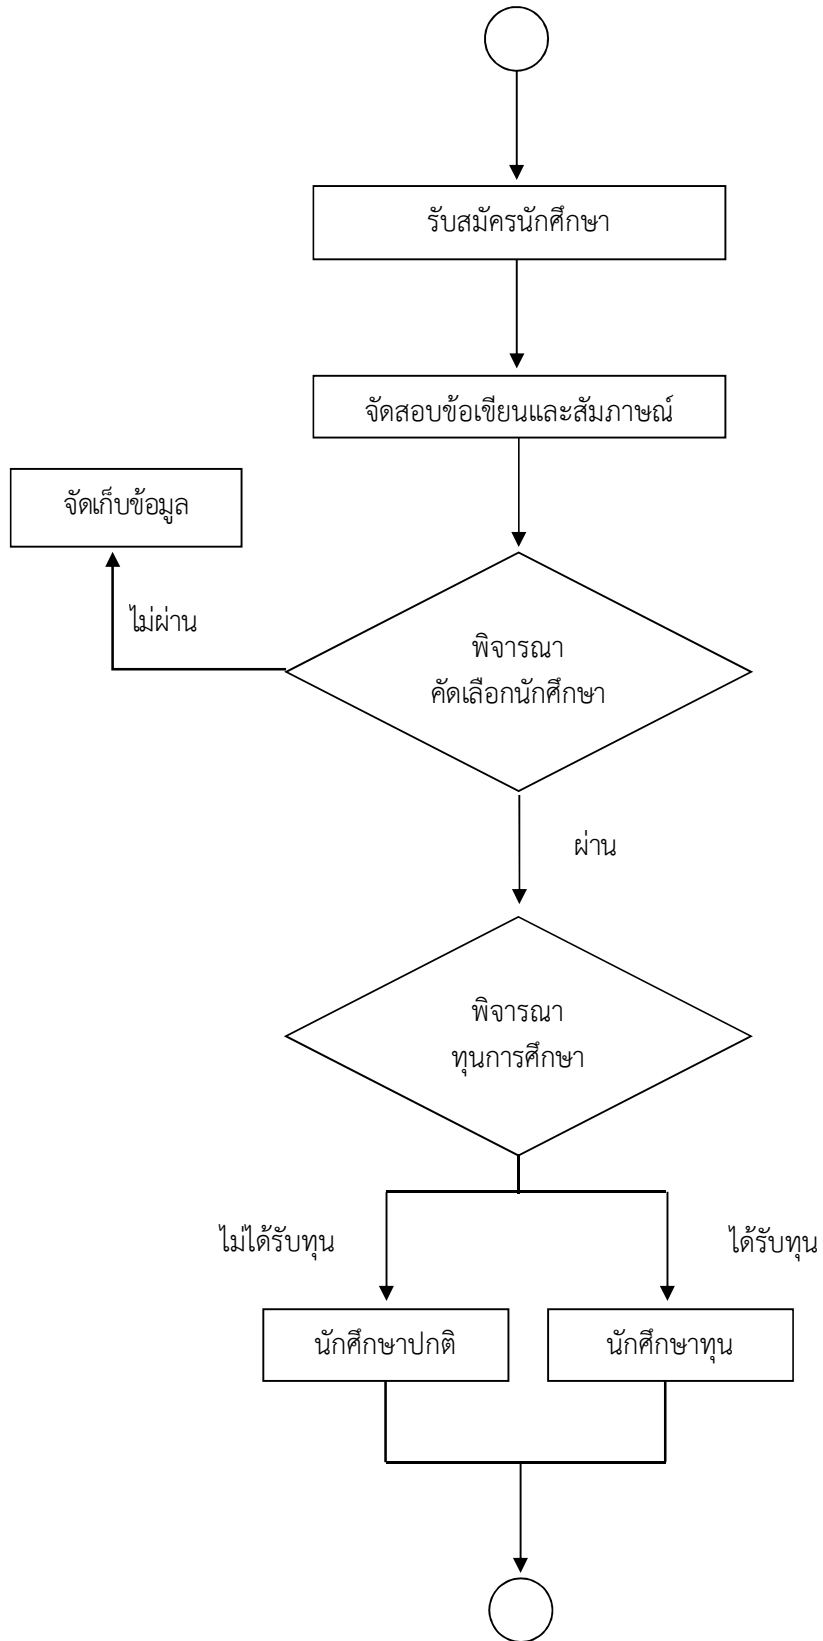 รับสมัครนักศึกษา
จัดสอบข้อเขียนและสัมภาษณ์
จัดเก็บข้อมูล
ไม่ผ่าน
พิจารณา
คัดเลือกนักศึกษา
ผ่าน
พิจารณา
ทุนการศึกษา
ไม่ได้รับทุน
ได้รับทุน
นักศึกษาปกติ
นักศึกษาทุน